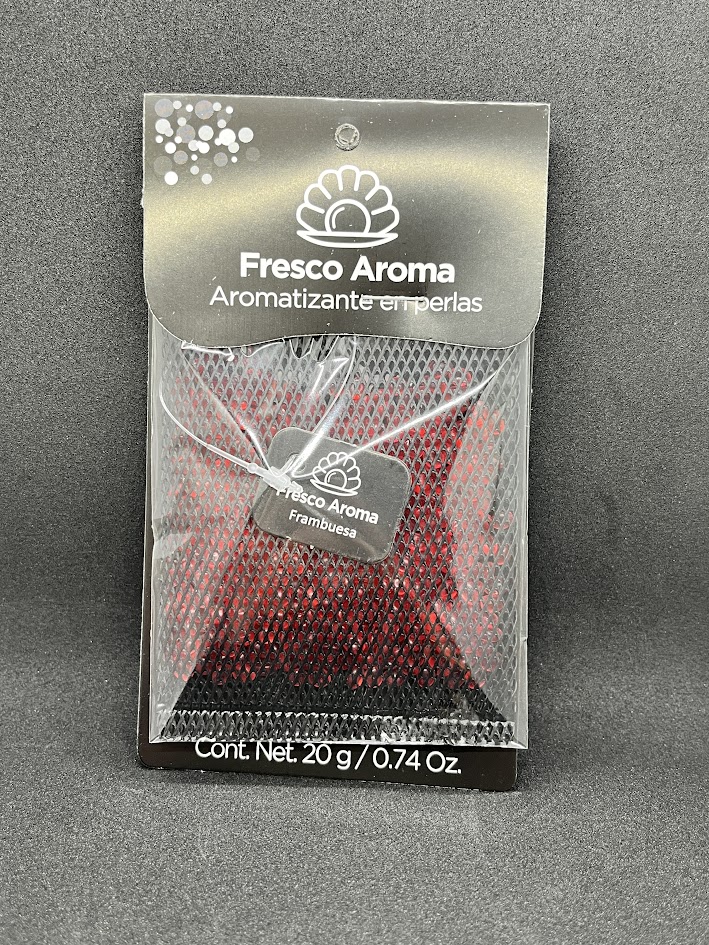 Fresco Aroma
Aromatizante en perlas
Fresco Aroma
Frambuesa
Cont. Net. 20 g / 0.74 Oz.